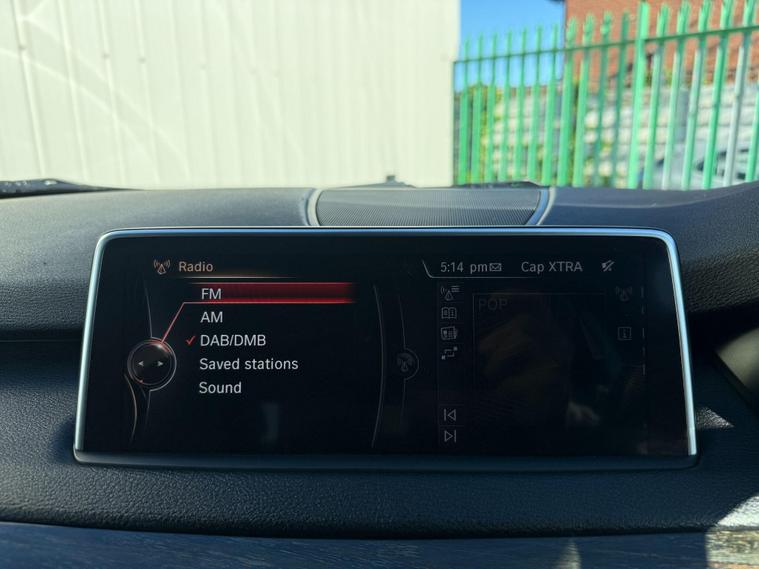 Radio
5:14 pm Cap XTRA
FM
AM
DAB/DMB
Saved stations
Sound
POP